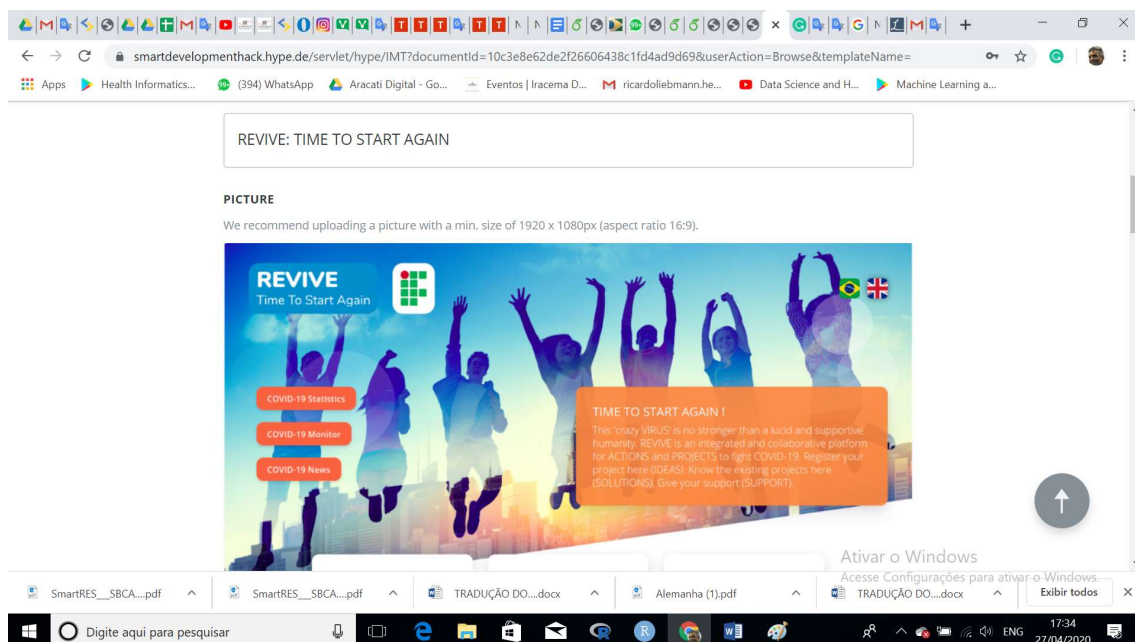 smartdevelopmenthack.hype.de/servlet/hype/IMT?documentId=10c3e8e62de2f26606438c1fd4ad9d69&userAction=Browse&templateName=
Apps Health Informatics... (394) WhatsApp Aracati Digital - Go... Eventos | Iracema D... ricardoliebmann.he... Data Science and H... Machine Learning a...
REVIVE: TIME TO START AGAIN
PICTURE
We recommend uploading a picture with a min. size of 1920 x 1080px (aspect ratio 16:9).
REVIVE
Time To Start Again
COVID-19 Statistics
COVID-19 Monitor
COVID-19 News
TIME TO START AGAIN !
This 'crazy VIRUS' is no stronger than a lucid and supportive
humanity. REVIVE is an integrated and collaborative platform
for ACTIONS and PROJECTS to fight COVID-19. Register your
project here (IDEAS). Know the existing projects here
(SOLUTIONS). Give your support (SUPPORT).
Ativar o Windows
Acesse Configurações para ativar o Windows.
SmartRES__SBCA....pdf SmartRES__SBCA....pdf TRADUÇÃO DO....docx Alemanha (1).pdf TRADUÇÃO DO....docx Exibir todos
Digite aqui para pesquisar ENG 17:34
27/04/2020